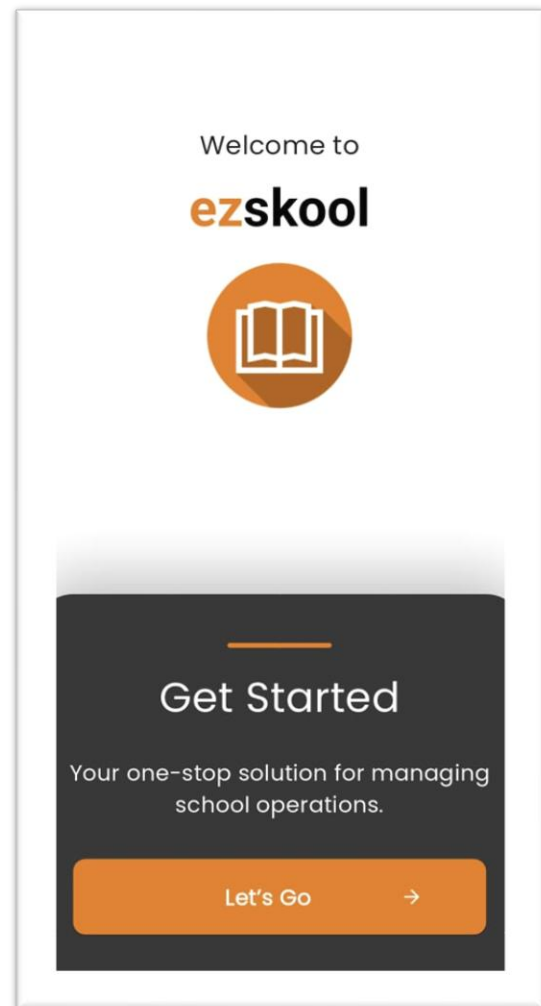 Welcome to
ezskool
Get Started
Your one-stop solution for managing
school operations.
Let's Go →